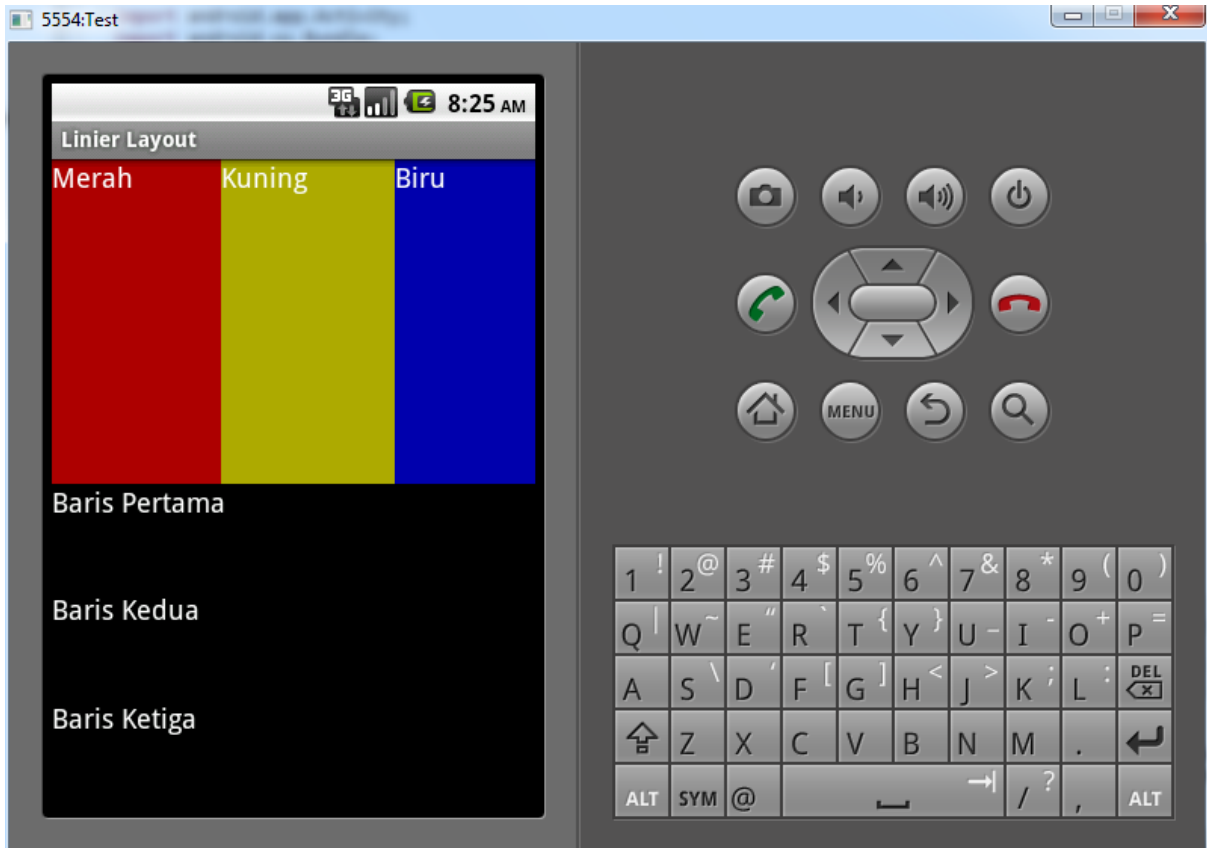 5554:Test
3G 8:25 AM
Linier Layout
Merah Kuning Biru
Baris Pertama
Baris Kedua
Baris Ketiga
MENU
1 ! 2 @ 3 # 4 $ 5 % 6 ^ 7 & 8 * 9 ( 0 )
Q | W ~ E " R ` T { Y } U _ I - O + P =
A S \ D ' F [ G ] H < J > K ; L : DEL
Z X C V B N M .
ALT SYM @ / ? , ALT